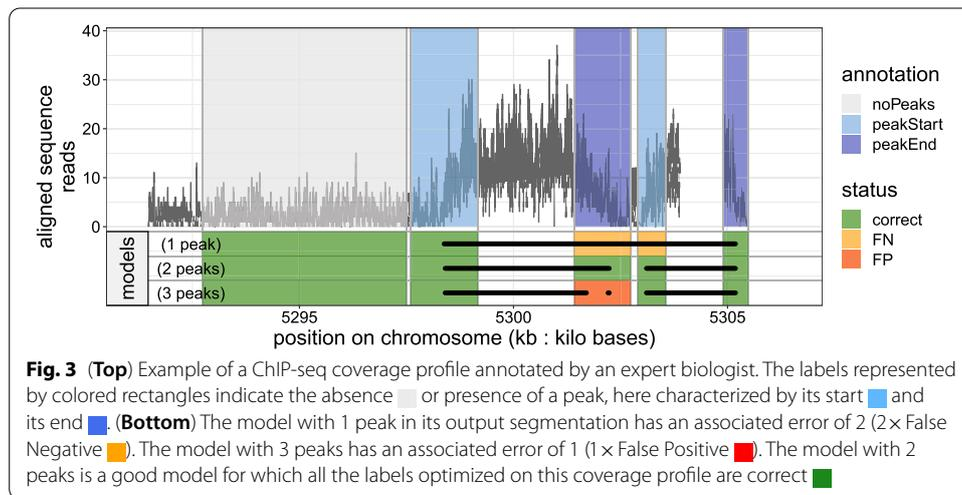 40
30
20
10
0
aligned sequence
reads
models
(1 peak)
(2 peaks)
(3 peaks)
5295
5300
5305
position on chromosome (kb : kilo bases)
annotation
noPeaks
peakStart
peakEnd
status
correct
FN
FP
Fig. 3 (Top) Example of a ChIP-seq coverage profile annotated by an expert biologist. The labels represented
by colored rectangles indicate the absence or presence of a peak, here characterized by its start and
its end . (Bottom) The model with 1 peak in its output segmentation has an associated error of 2 (2× False
Negative ). The model with 3 peaks has an associated error of 1 (1× False Positive ). The model with 2
peaks is a good model for which all the labels optimized on this coverage profile are correct